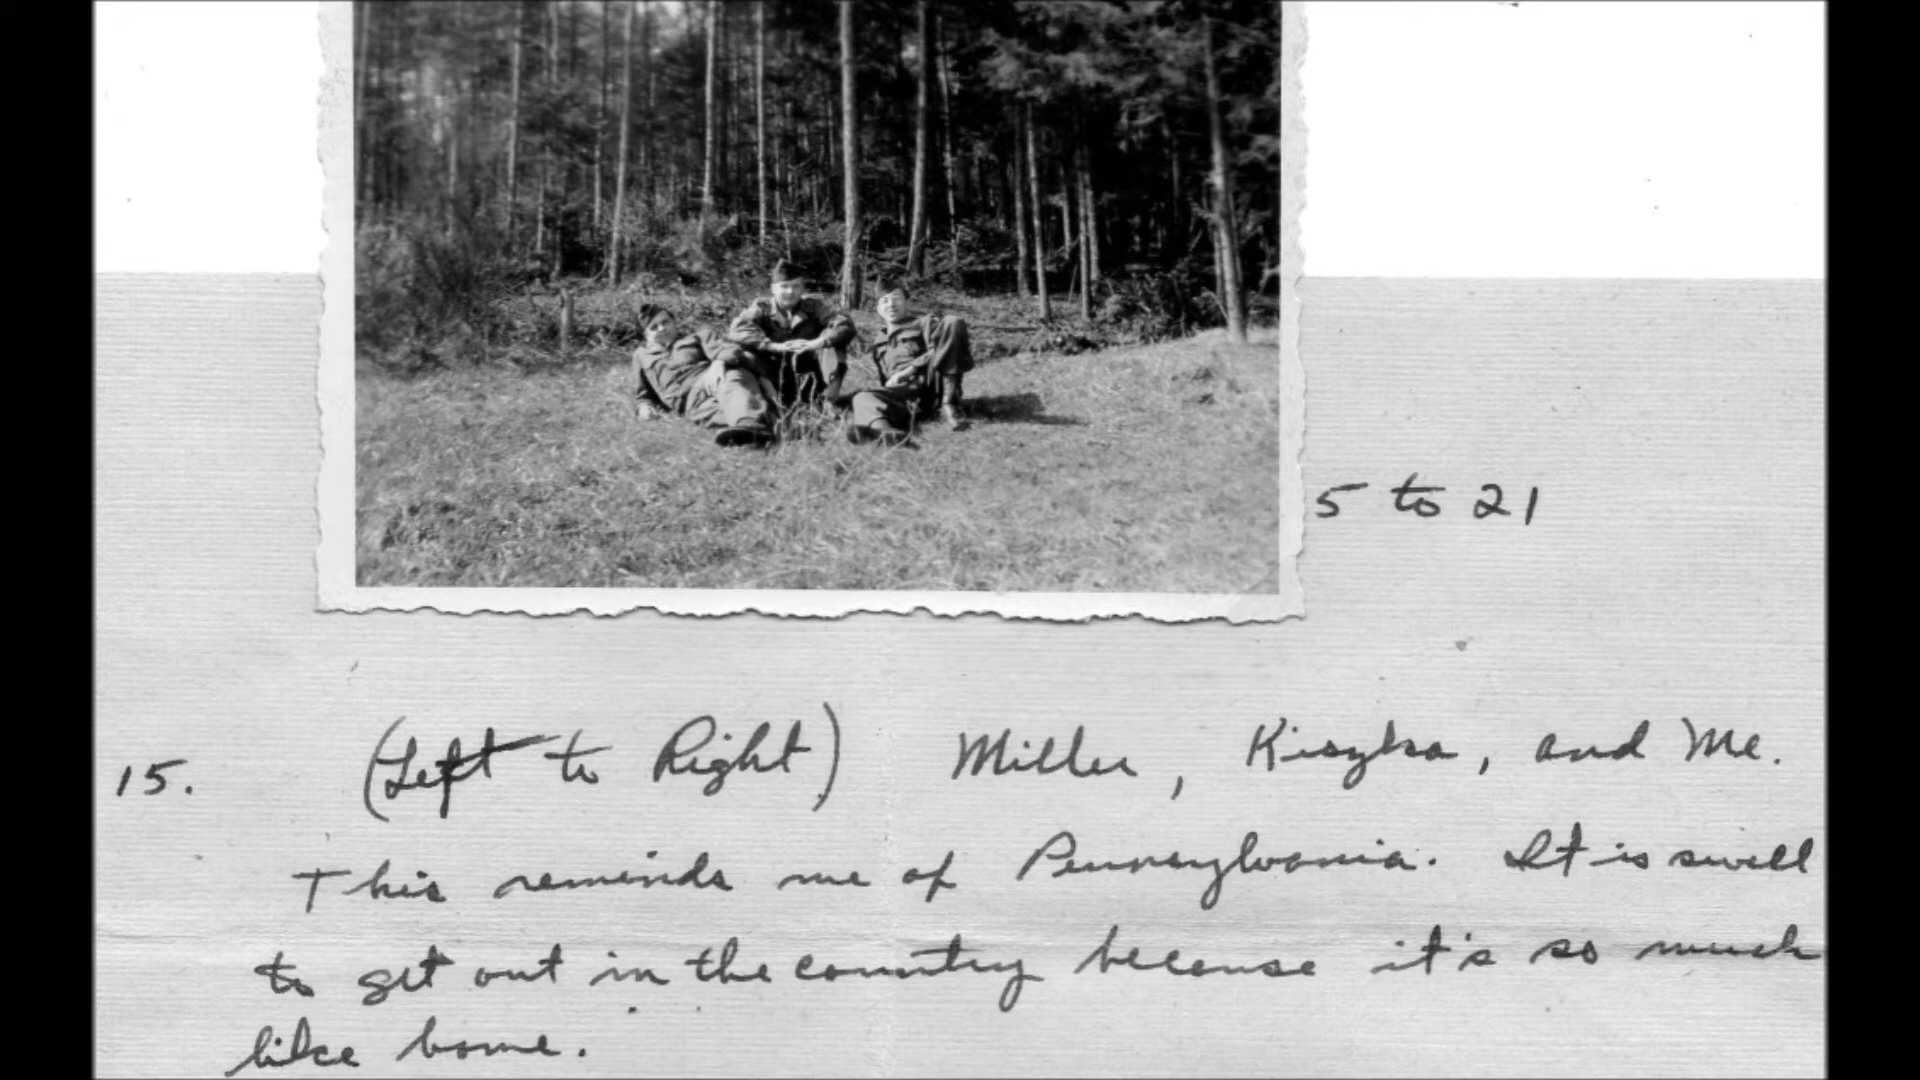 5 to 21
15. (Left to Right) Miller, Kiszka, and Me.
This reminds me of Pennsylvania. It is swell
to get out in the country because it's so much
like home.